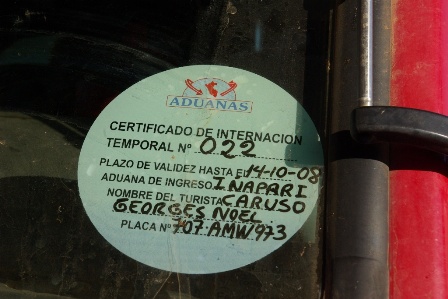 ADUANAS
CERTIFICADO DE INTERNACION
TEMPORAL Nº 022
PLAZO DE VALIDEZ HASTA EL 14-10-08
ADUANA DE INGRESO IÑAPARI
NOMBRE DEL TURISTA CARUSO
GEORGES NOEL
PLACA Nº 707 AMW 973